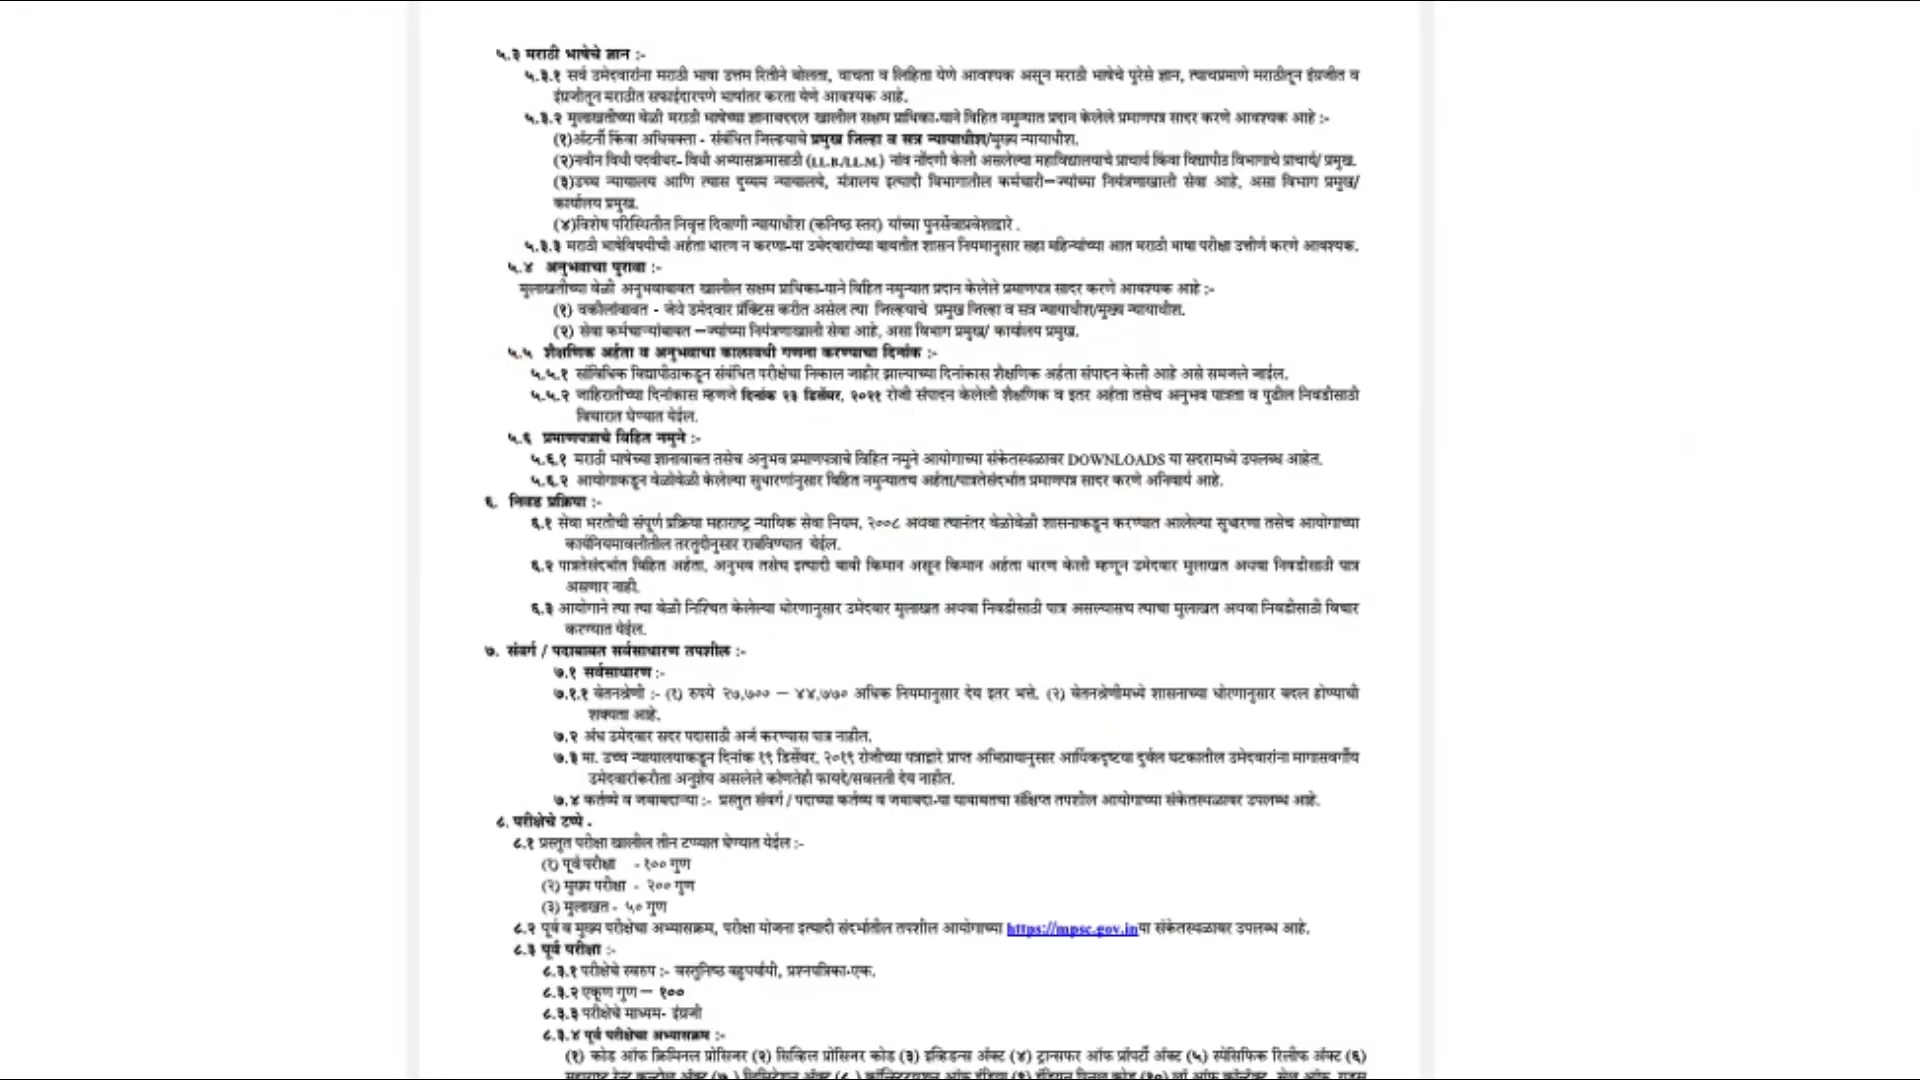 ५.३ मराठी भाषेचे ज्ञान :-
५.३.१ सर्व उमेदवारांना मराठी भाषा उत्तम रितीने बोलता, वाचता व लिहिता येणे आवश्यक असून मराठी भाषेचे पुरेसे ज्ञान, त्याचप्रमाणे मराठीतून इंग्रजीत व
इंग्रजीतून मराठीत सफाईदारपणे भाषांतर करता येणे आवश्यक आहे.
५.३.२ मुलाखतीच्या वेळी मराठी भाषेच्या ज्ञानाबददल खालील सक्षम प्राधिका-याने विहित नमुन्यात प्रदान केलेले प्रमाणपत्र सादर करणे आवश्यक आहे :-
(१)ॲटर्नी किंवा अधिवक्ता - संबंधित जिल्हयाचे प्रमुख जिल्हा व सत्र न्यायाधीश/मुख्य न्यायाधीश.
(२)नवीन विधी पदवीधर- विधी अभ्यासक्रमासाठी (LL.B./LL.M.) नांव नोंदणी केली असलेल्या महाविद्यालयाचे प्राचार्य किंवा विद्यापीठ विभागाचे प्राचार्य/ प्रमुख.
(३)उच्च न्यायालय आणि त्यास दुय्यम न्यायालये, मंत्रालय इत्यादी विभागातील कर्मचारी—ज्यांच्या नियंत्रणाखाली सेवा आहे, असा विभाग प्रमुख/
कार्यालय प्रमुख.
(४)विशेष परिस्थितीत निवृत्त दिवाणी न्यायाधीश (कनिष्ठ स्तर) यांच्या पुनर्सेवाप्रवेशाद्वारे .
५.३.३ मराठी भाषेविषयीची अर्हता धारण न करणा-या उमेदवारांच्या बाबतीत शासन नियमानुसार सहा महिन्यांच्या आत मराठी भाषा परीक्षा उत्तीर्ण करणे आवश्यक.
५.४ अनुभवाचा पुरावा :-
मुलाखतीच्या वेळी अनुभवाबाबत खालील सक्षम प्राधिका-याने विहित नमुन्यात प्रदान केलेले प्रमाणपत्र सादर करणे आवश्यक आहे :-
(१) वकीलांबाबत - जेथे उमेदवार प्रॅक्टिस करीत असेल त्या जिल्हयाचे प्रमुख जिल्हा व सत्र न्यायाधीश/मुख्य न्यायाधीश.
(२) सेवा कर्मचाऱ्यांबाबत —ज्यांच्या नियंत्रणाखाली सेवा आहे, असा विभाग प्रमुख/ कार्यालय प्रमुख.
५.५ शैक्षणिक अर्हता व अनुभवाचा कालावधी गणना करण्याचा दिनांक :-
५.५.१ सांविधिक विद्यापीठाकडून संबंधित परीक्षेचा निकाल जाहीर झाल्याच्या दिनांकास शैक्षणिक अर्हता संपादन केली आहे असे समजले जाईल.
५.५.२ जाहिरातीच्या दिनांकास म्हणजे दिनांक २३ डिसेंबर, २०२१ रोजी संपादन केलेली शैक्षणिक व इतर अर्हता तसेच अनुभव पात्रता व पुढील निवडीसाठी
विचारात घेण्यात येईल.
५.६ प्रमाणपत्राचे विहित नमुने :-
५.६.१ मराठी भाषेच्या ज्ञानाबाबत तसेच अनुभव प्रमाणपत्राचे विहित नमुने आयोगाच्या संकेतस्थळावर DOWNLOADS या सदरामध्ये उपलब्ध आहेत.
५.६.२ आयोगाकडून वेळोवेळी केलेल्या सुधारणांनुसार विहित नमुन्यातच अर्हता/पात्रतेसंदर्भात प्रमाणपत्र सादर करणे अनिवार्य आहे.
६. निवड प्रक्रिया :-
६.१ सेवा भरतीची संपूर्ण प्रक्रिया महाराष्ट्र न्यायिक सेवा नियम, २००८ अथवा त्यानंतर वेळोवेळी शासनाकडून करण्यात आलेल्या सुधारणा तसेच आयोगाच्या
कार्यनियमावलीतील तरतूदीनुसार राबविण्यात येईल.
६.२ पात्रतेसंदर्भात विहित अर्हता, अनुभव तसेच इत्यादी बाबी किमान असून किमान अर्हता धारण केली म्हणून उमेदवार मुलाखत अथवा निवडीसाठी पात्र
असणार नाही.
६.३ आयोगाने त्या त्या वेळी निश्चित केलेल्या धोरणानुसार उमेदवार मुलाखत अथवा निवडीसाठी पात्र असल्यासच त्याचा मुलाखत अथवा निवडीसाठी विचार
करण्यात येईल.
७. संवर्ग / पदाबाबत सर्वसाधारण तपशील :-
७.१ सर्वसाधारण :-
७.१.१ वेतनश्रेणी :- (१) रुपये २७,७०० — ४४,७७० अधिक नियमानुसार देय इतर भत्ते. (२) वेतनश्रेणीमध्ये शासनाच्या धोरणानुसार बदल होण्याची
शक्यता आहे.
७.२ अंध उमेदवार सदर पदासाठी अर्ज करण्यास पात्र नाहीत.
७.३ मा. उच्च न्यायालयाकडून दिनांक १९ डिसेंबर, २०१९ रोजीच्या पत्राद्वारे प्राप्त अभिप्रायानुसार आर्थिकदृष्टया दुर्बल घटकातील उमेदवारांना मागासवर्गीय
उमेदवारांकरीता अनुज्ञेय असलेले कोणतेही फायदे/सवलती देय नाहीत.
७.४ कर्तव्ये व जबाबदाऱ्या :- प्रस्तुत संवर्ग / पदाच्या कर्तव्य व जबाबदा-या याबाबतचा संक्षिप्त तपशील आयोगाच्या संकेतस्थळावर उपलब्ध आहे.
८. परीक्षेचे टप्पे -
८.१ प्रस्तुत परीक्षा खालील तीन टप्यात घेण्यात येईल :-
(१) पूर्व परीक्षा - १०० गुण
(२) मुख्य परीक्षा - २०० गुण
(३) मुलाखत - ५० गुण
८.२ पूर्व व मुख्य परीक्षेचा अभ्यासक्रम, परीक्षा योजना इत्यादी संदर्भातील तपशील आयोगाच्या https://mpsc.gov.inया संकेतस्थळावर उपलब्ध आहे.
८.३ पूर्व परीक्षा :-
८.३.१ परीक्षेचे स्वरुप :- वस्तुनिष्ठ बहुपर्यायी, प्रश्नपत्रिका-एक.
८.३.२ एकूण गुण — १००
८.३.३ परीक्षेचे माध्यम- इंग्रजी
८.३.४ पूर्व परीक्षेचा अभ्यासक्रम :-
(१) कोड ऑफ क्रिमिनल प्रोसिजर (२) सिव्हिल प्रोसिजर कोड (३) इव्हिडन्स ॲक्ट (४) ट्रान्सफर ऑफ प्रॉपर्टी ॲक्ट (५) स्पेसिफिक रिलीफ ॲक्ट (६)